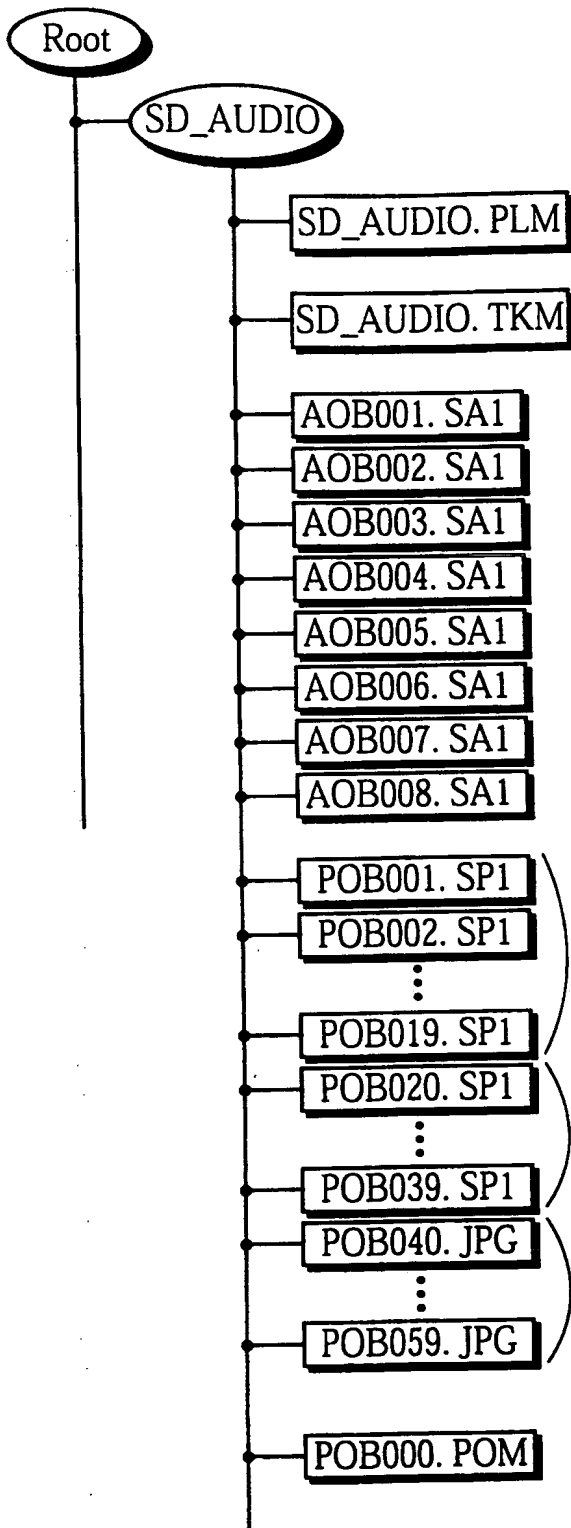 Root
SD_AUDIO
SD_AUDIO. PLM
SD_AUDIO. TKM
AOB001. SA1
AOB002. SA1
AOB003. SA1
AOB004. SA1
AOB005. SA1
AOB006. SA1
AOB007. SA1
AOB008. SA1
POB001. SP1
POB002. SP1
POB019. SP1
POB020. SP1
POB039. SP1
POB040. JPG
POB059. JPG
POB000. POM